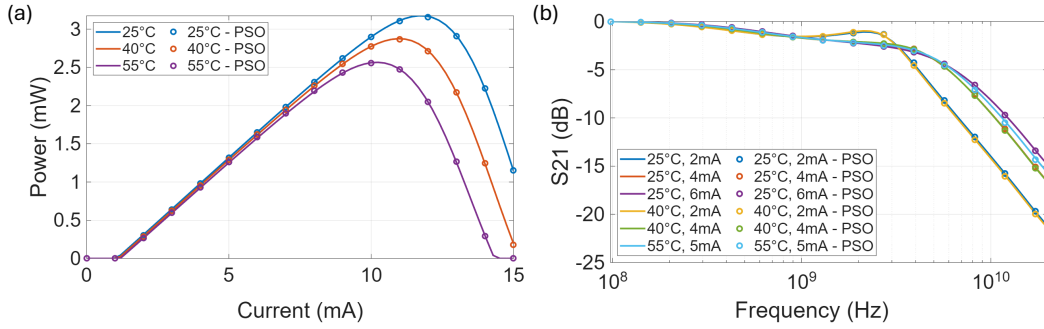 (a)
3
2.5
2
1.5
1
0.5
0
Power (mW)
25°C 25°C - PSO
40°C 40°C - PSO
55°C 55°C - PSO
0 5 10 15
Current (mA)
(b)
0
-5
-10
-15
-20
-25
S21 (dB)
25°C, 2mA 25°C, 2mA - PSO
25°C, 4mA 25°C, 4mA - PSO
25°C, 6mA 25°C, 6mA - PSO
40°C, 2mA 40°C, 2mA - PSO
40°C, 4mA 40°C, 4mA - PSO
55°C, 5mA 55°C, 5mA - PSO
10⁸ 10⁹ 10¹⁰
Frequency (Hz)